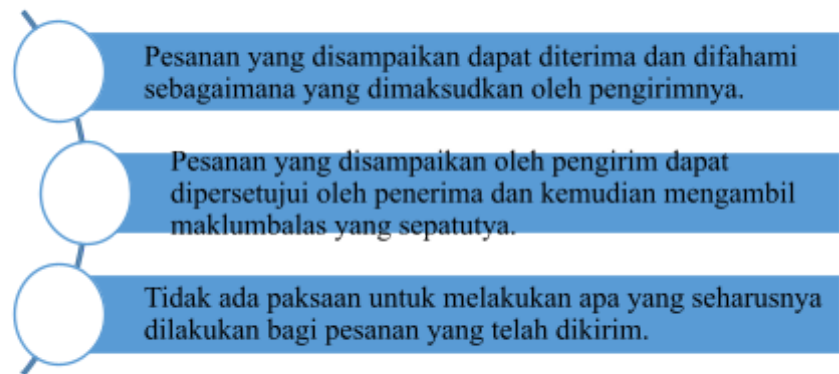 Pesanan yang disampaikan dapat diterima dan difahami
sebagaimana yang dimaksudkan oleh pengirimnya.
Pesanan yang disampaikan oleh pengirim dapat
dipersetujui oleh penerima dan kemudian mengambil
maklumbalas yang sepatutya.
Tidak ada paksaan untuk melakukan apa yang seharusnya
dilakukan bagi pesanan yang telah dikirim.